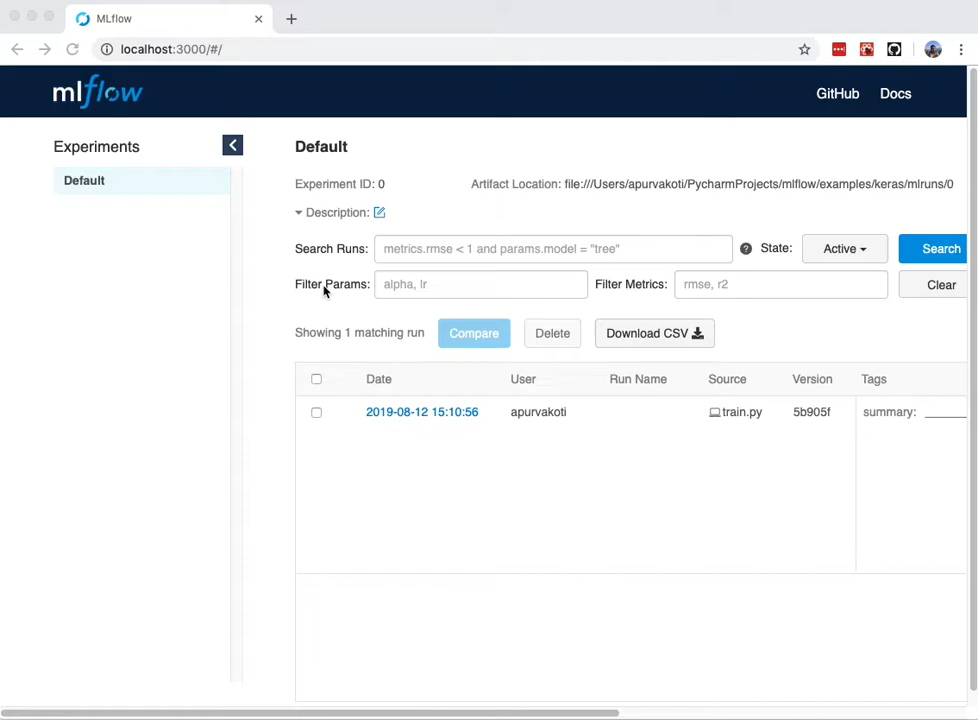 MLflow
localhost:3000/#/
mlflow
GitHub
Docs
Experiments
Default
Default
Experiment ID: 0
Artifact Location: file:///Users/apurvakoti/PycharmProjects/mlflow/examples/keras/mlruns/0
Description:
Search Runs: metrics.rmse < 1 and params.model = "tree" State: Active Search
Filter Params: alpha, lr Filter Metrics: rmse, r2 Clear
Showing 1 matching run Compare Delete Download CSV
Date User Run Name Source Version Tags
2019-08-12 15:10:56 apurvakoti train.py 5b905f summary: